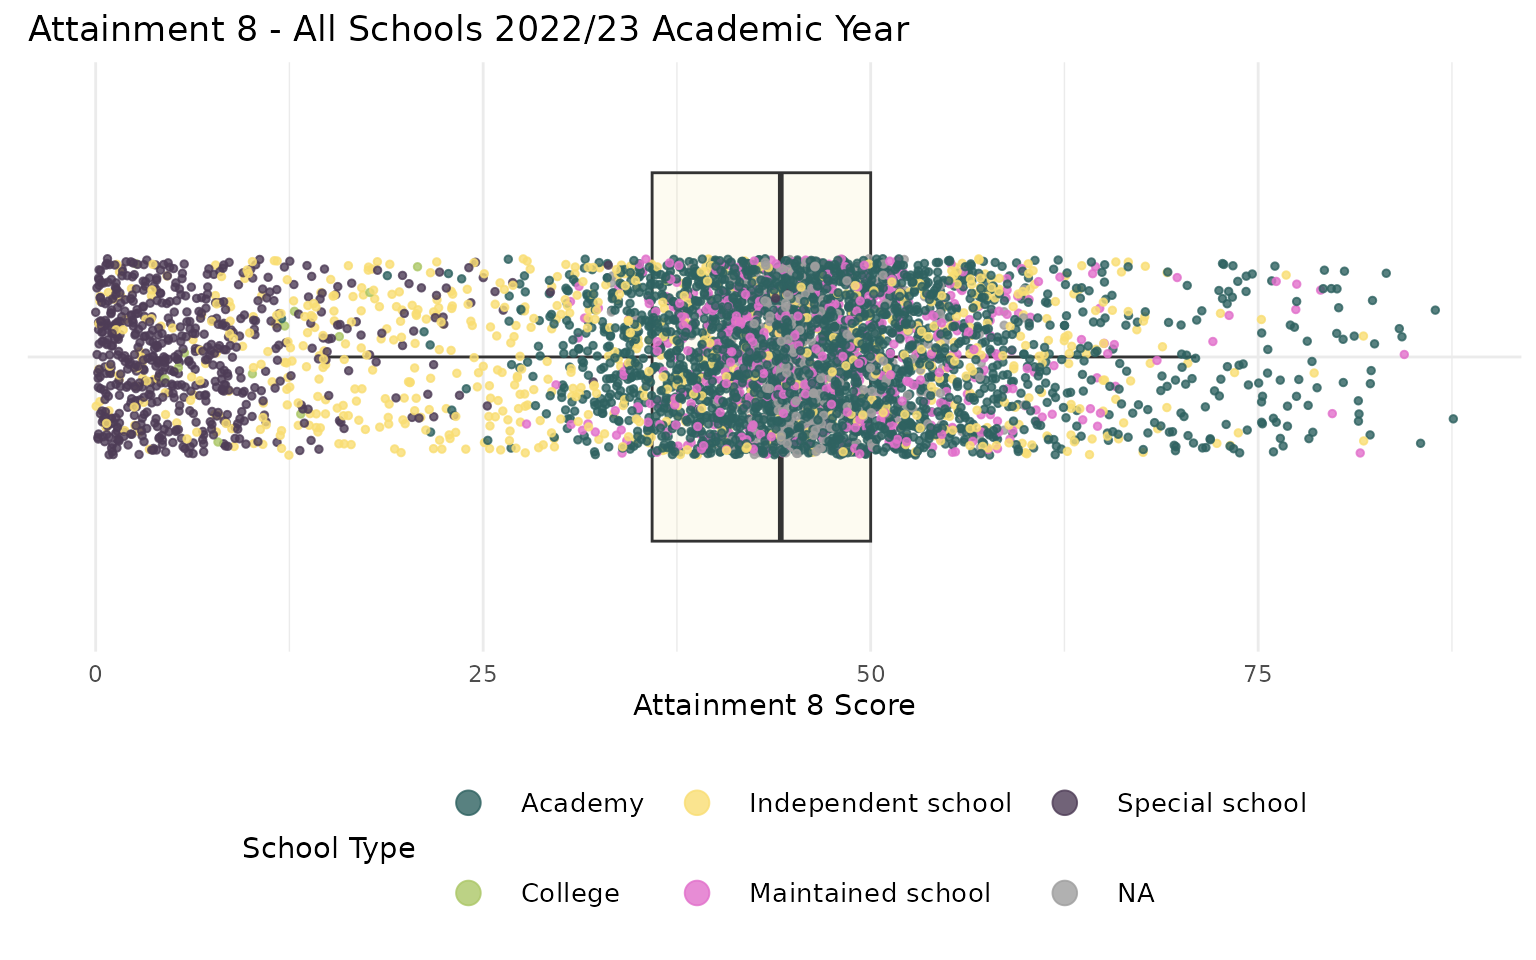 Attainment 8 - All Schools 2022/23 Academic Year
0 25 50 75
Attainment 8 Score
School Type
Academy Independent school Special school
College Maintained school NA